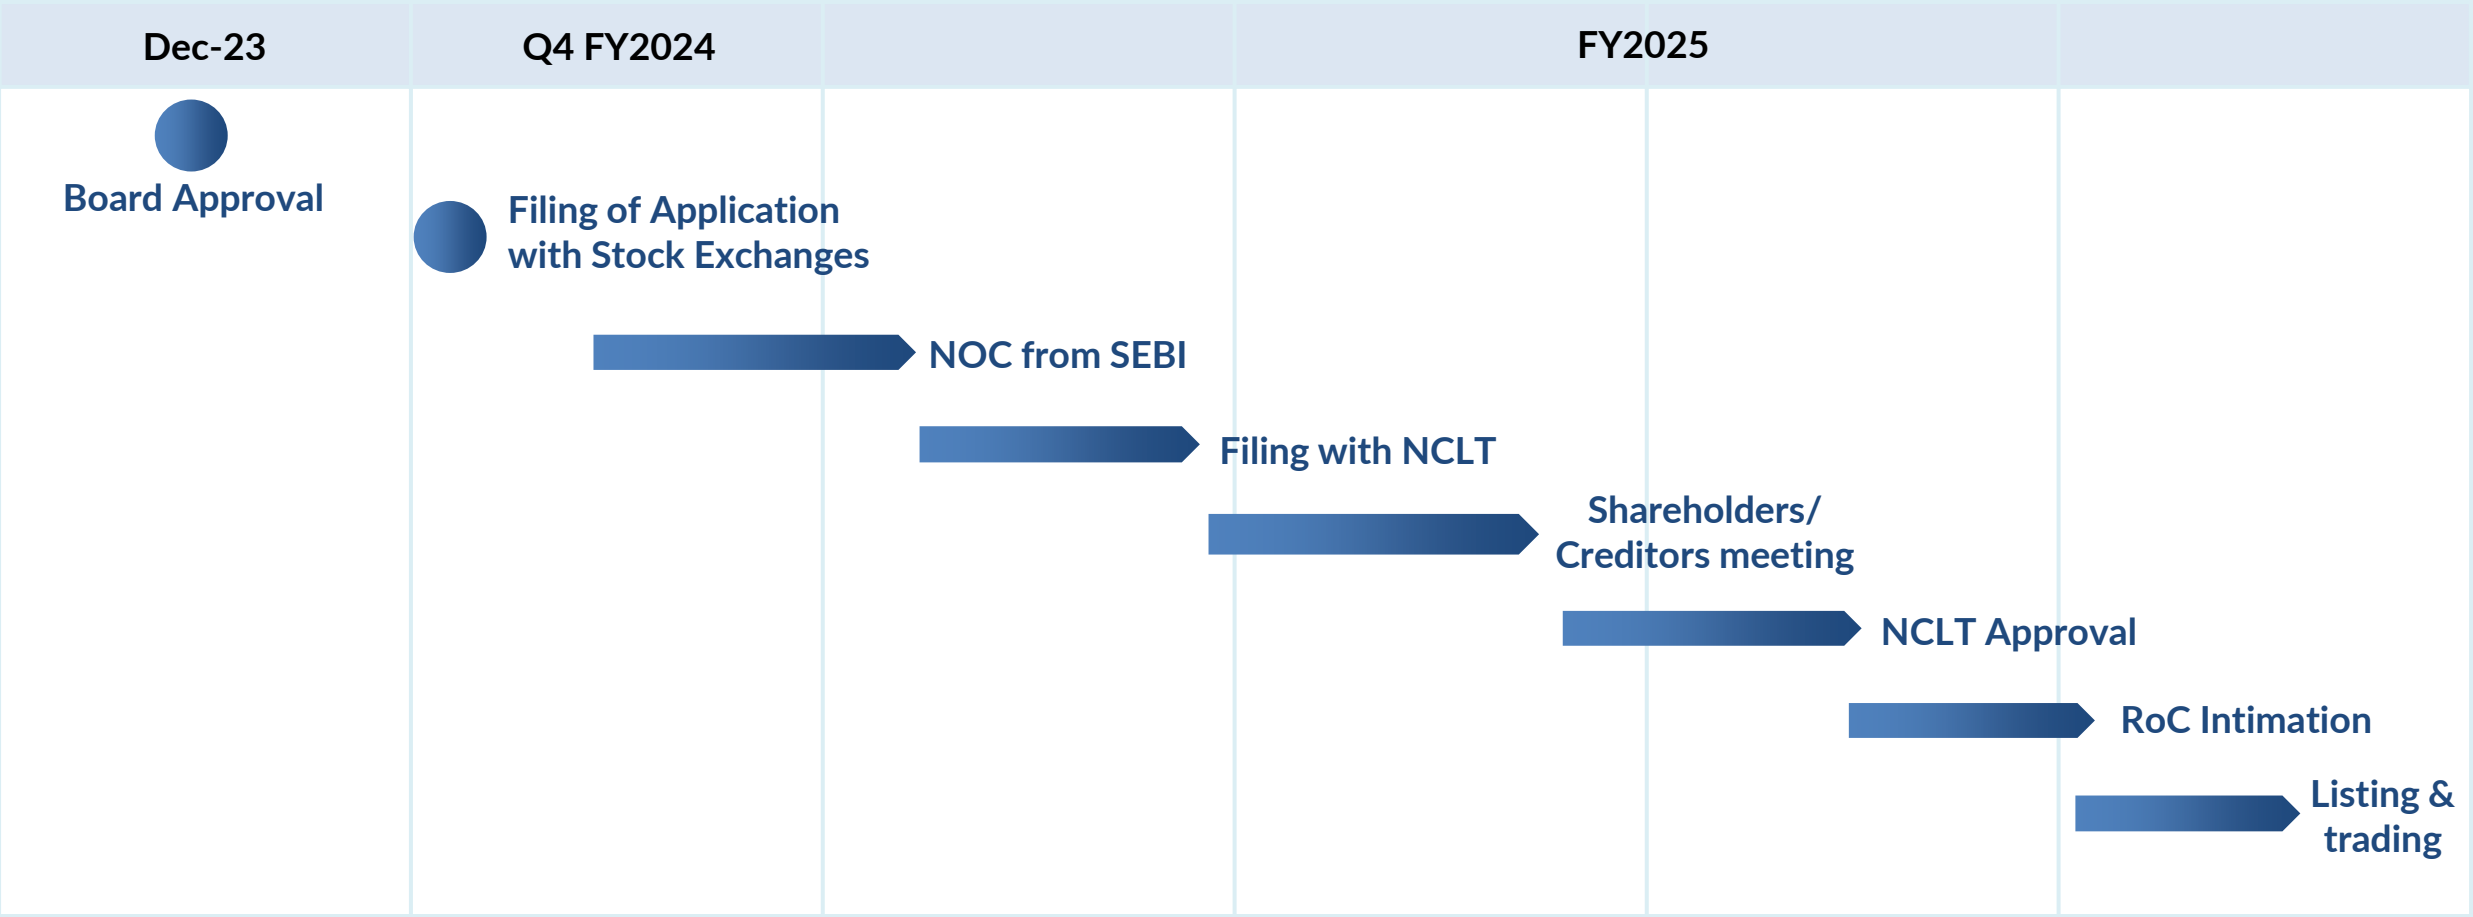 Dec-23
Q4 FY2024
FY2025
Board Approval
Filing of Application
with Stock Exchanges
NOC from SEBI
Filing with NCLT
Shareholders/
Creditors meeting
NCLT Approval
RoC Intimation
Listing &
trading